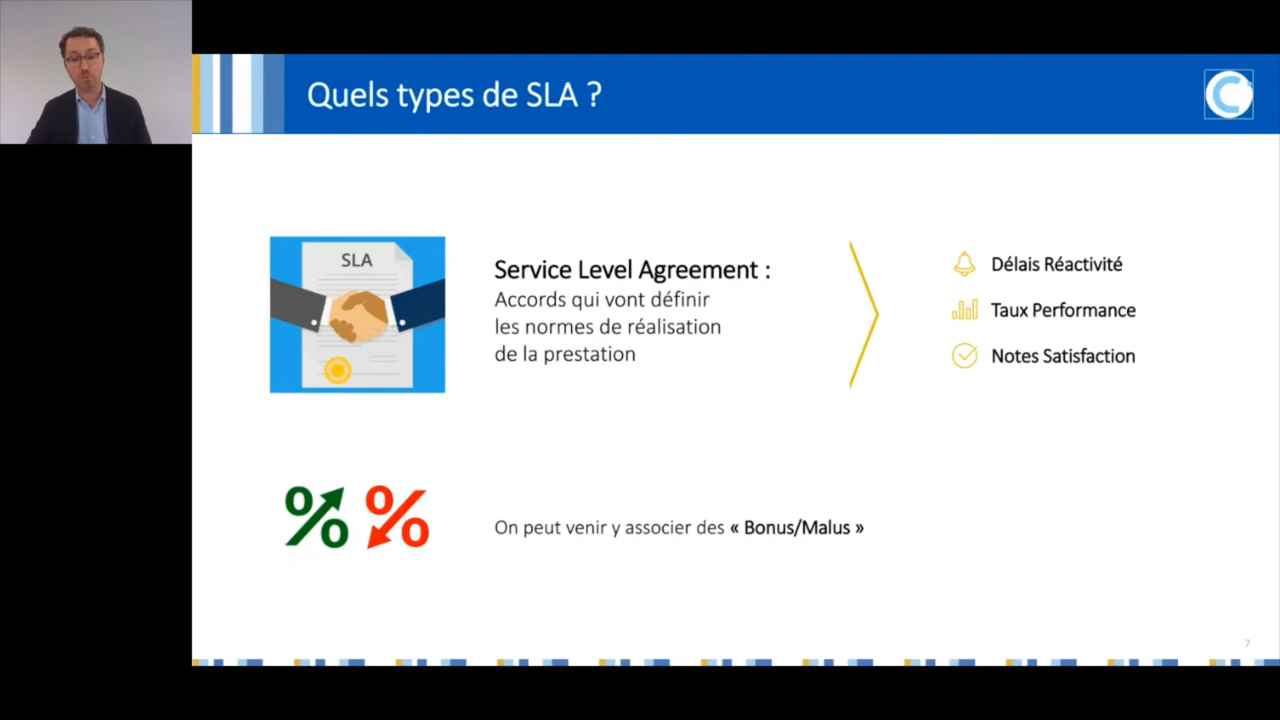 Quels types de SLA ?
SLA
Service Level Agreement :
Accords qui vont définir
les normes de réalisation
de la prestation
Délais Réactivité
Taux Performance
Notes Satisfaction
On peut venir y associer des « Bonus/Malus »
7